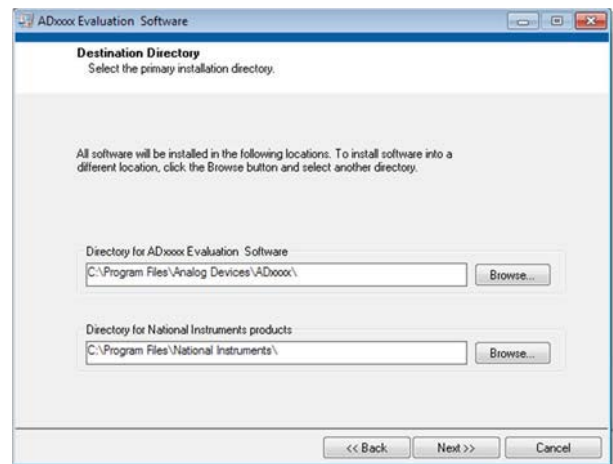 ADxxxx Evaluation Software
Destination Directory
Select the primary installation directory.
All software will be installed in the following locations. To install software into a
different location, click the Browse button and select another directory.
Directory for ADxxxx Evaluation Software
C:\Program Files\Analog Devices\ADxxxx\
Browse...
Directory for National Instruments products
C:\Program Files\National Instruments\
Browse...
<< Back
Next >>
Cancel